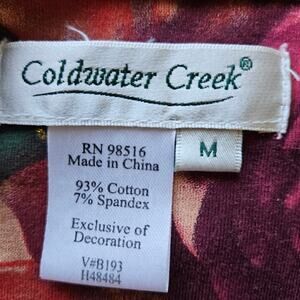 Coldwater Creek®
M
RN 98516
Made in China
93% Cotton
7% Spandex
Exclusive of
Decoration
V#B193
H48484